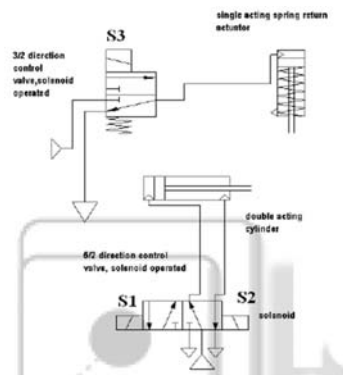 single acting spring return
actuator
S3
3/2 dierction
control
valve,solenoid
operated
double acting
cylinder
5/2 direction control
valve, solenoid operated
S1
S2
solenoid